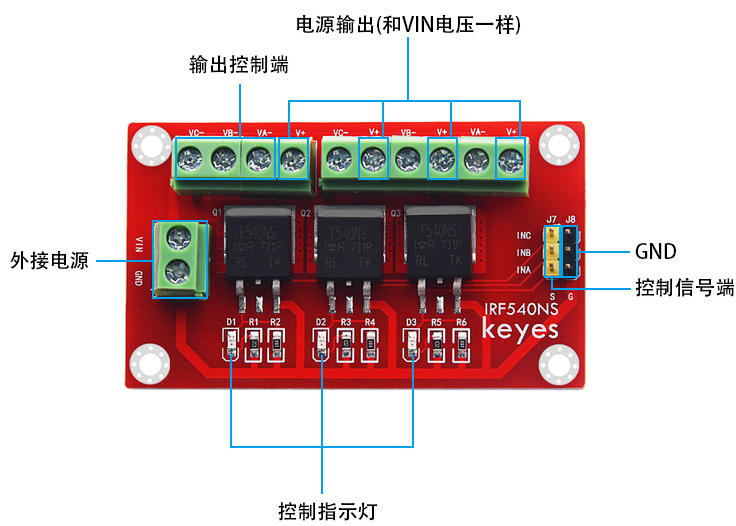 电源输出(和VIN电压一样)
输出控制端
VC- VB- VA- V+ VC- V+ VB- V+ VA- V+
Q1 Q2 Q3
F540NS F540NS F540NS
IR 731P IR 731P IR 731P
RL TK RL TK RL TK
J7 J8
INC
INB
INA
S G
VIN
GND
外接电源
GND
控制信号端
IRF540NS
keyes
D1 R1 R2 D2 R3 R4 D3 R5 R6
控制指示灯